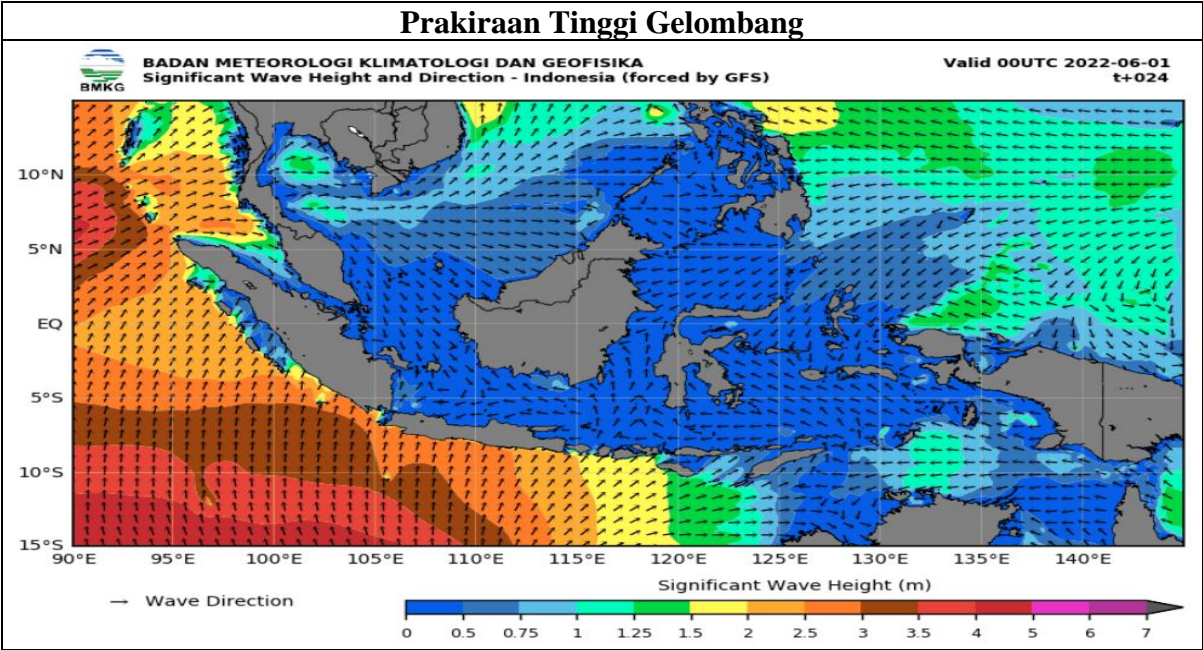 Prakiraan Tinggi Gelombang
BMKG
BADAN METEOROLOGI KLIMATOLOGI DAN GEOFISIKA
Significant Wave Height and Direction - Indonesia (forced by GFS)
Valid 00UTC 2022-06-01
t+024
10°N
5°N
EQ
5°S
10°S
15°S
90°E 95°E 100°E 105°E 110°E 115°E 120°E 125°E 130°E 135°E 140°E
→ Wave Direction
Significant Wave Height (m)
0 0.5 0.75 1 1.25 1.5 2 2.5 3 3.5 4 5 6 7